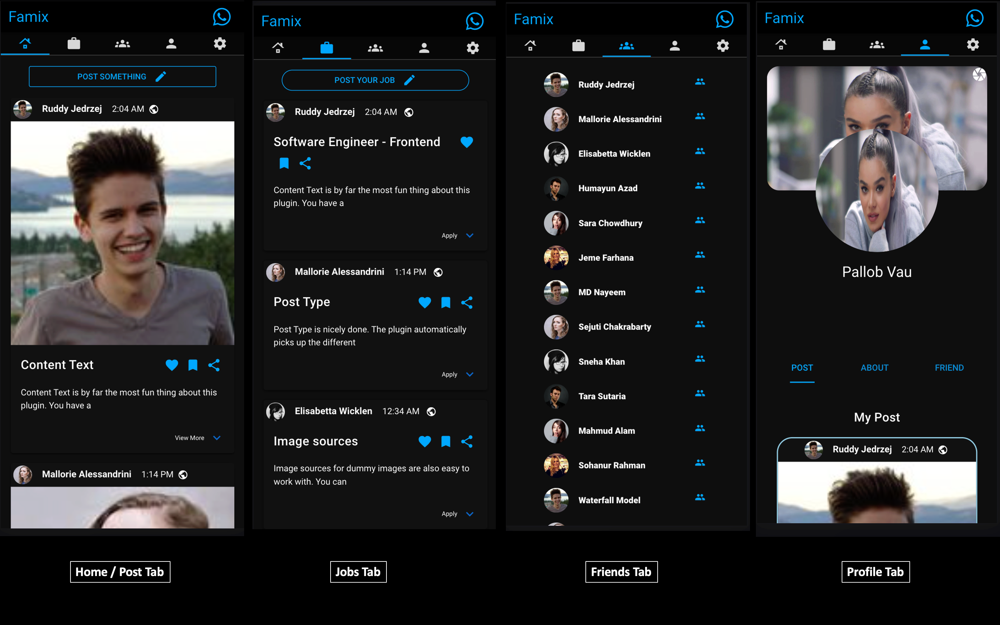 Famix
POST SOMETHING
Ruddy Jedrzej 2:04 AM
Content Text
Content Text is by far the most fun thing about this
plugin. You have a
View More
Mallorie Alessandrini 1:14 PM
Home / Post Tab
Famix
POST YOUR JOB
Ruddy Jedrzej 2:04 AM
Software Engineer - Frontend
Content Text is by far the most fun thing about this
plugin. You have a
Apply
Mallorie Alessandrini 1:14 PM
Post Type
Post Type is nicely done. The plugin automatically
picks up the different
Apply
Elisabetta Wicklen 12:34 AM
Image sources
Image sources for dummy images are also easy to
work with. You can
Apply
Jobs Tab
Famix
Ruddy Jedrzej
Mallorie Alessandrini
Elisabetta Wicklen
Humayun Azad
Sara Chowdhury
Jeme Farhana
MD Nayeem
Sejuti Chakrabarty
Sneha Khan
Tara Sutaria
Mahmud Alam
Sohanur Rahman
Waterfall Model
Friends Tab
Famix
Pallob Vau
POST ABOUT FRIEND
My Post
Ruddy Jedrzej 2:04 AM
Profile Tab